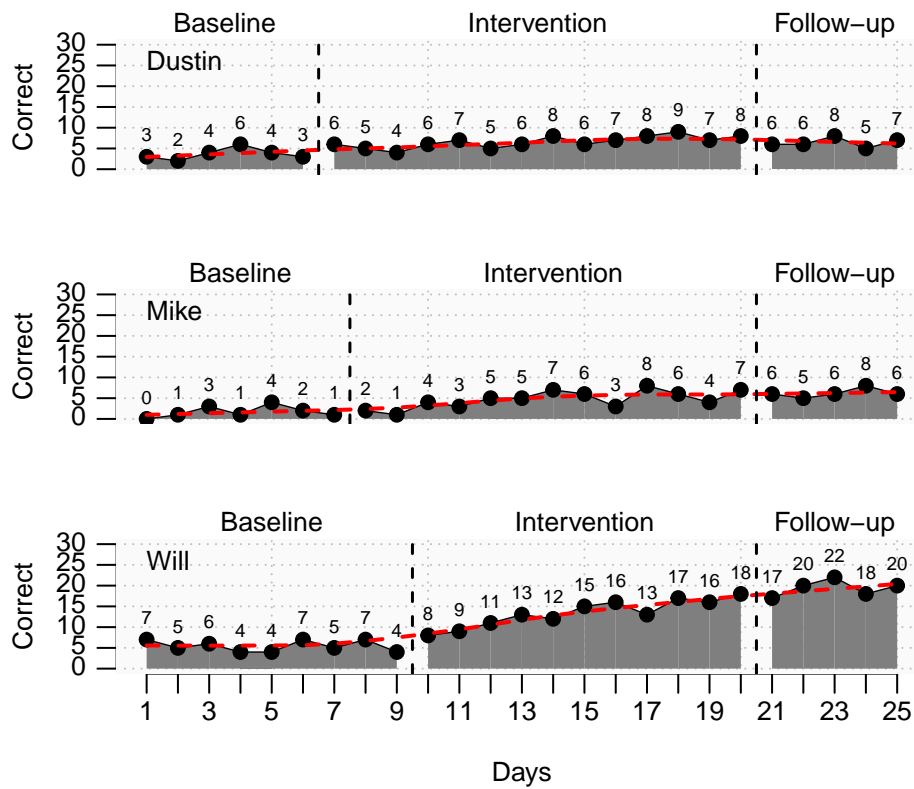 Baseline Intervention Follow−up
30
25
20
15
10
5
0
Correct
Dustin
3 2 4 6 4 3 6 5 4 6 7 5 6 8 6 7 8 9 7 8 6 6 8 5 7
Baseline Intervention Follow−up
30
25
20
15
10
5
0
Correct
Mike
0 1 3 1 4 2 1 2 1 4 3 5 5 7 6 3 8 6 4 7 6 5 6 8 6
Baseline Intervention Follow−up
30
25
20
15
10
5
0
Correct
Will
7 5 6 4 4 7 5 7 4 8 9 11 13 12 15 16 13 17 16 18 17 20 22 18 20
1 3 5 7 9 11 13 15 17 19 21 23 25
Days